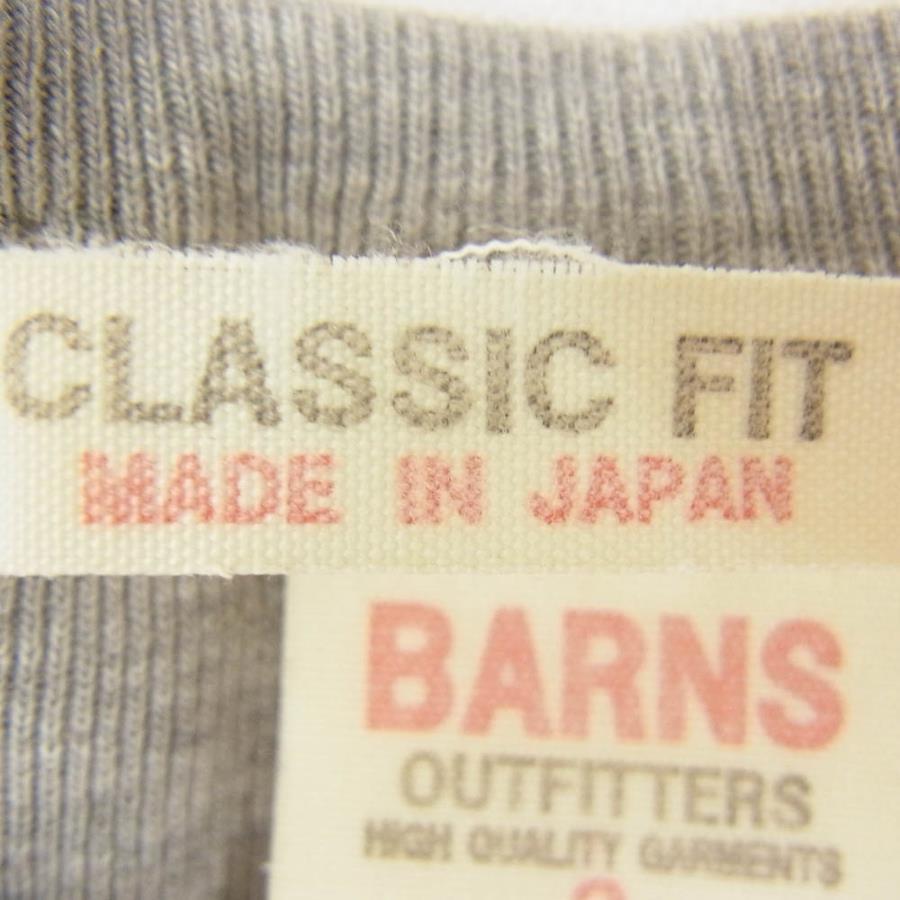 CLASSIC FIT
MADE IN JAPAN
BARNS
OUTFITTERS
HIGH QUALITY GARMENTS